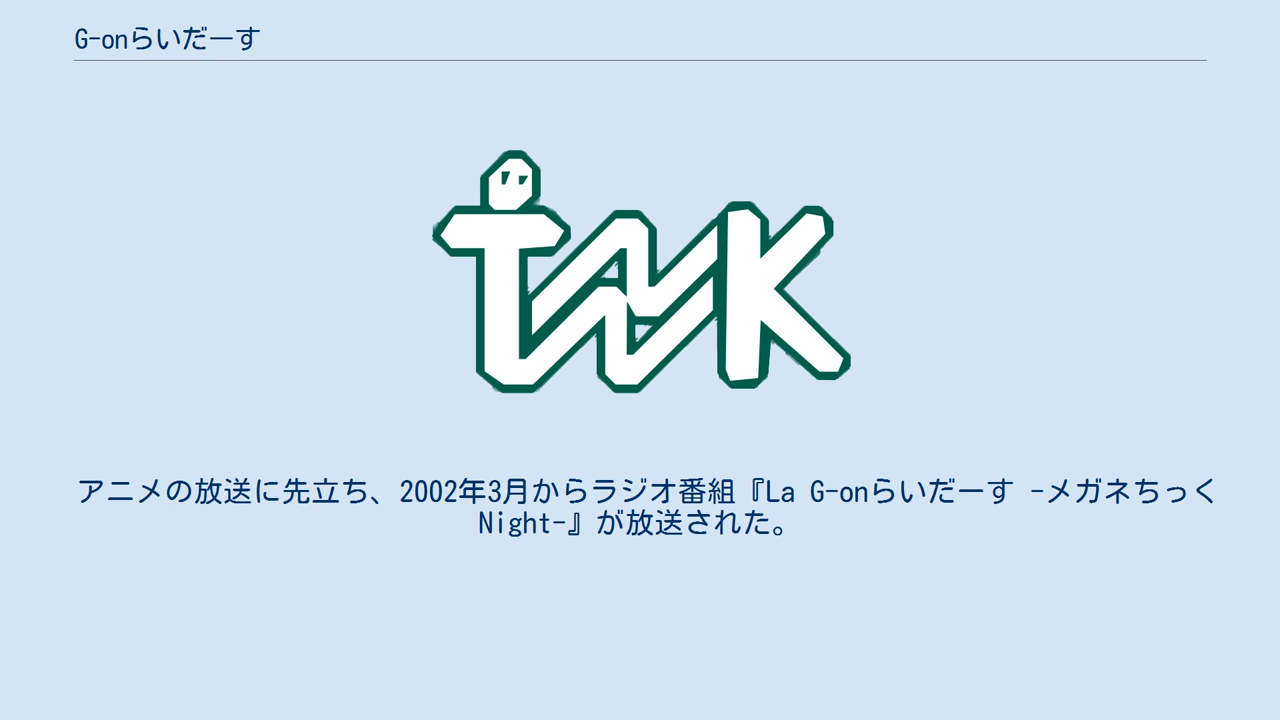 G-onらいだーす
アニメの放送に先立ち、2002年3月からラジオ番組『La G-onらいだーす -メガネちっく
Night-』が放送された。